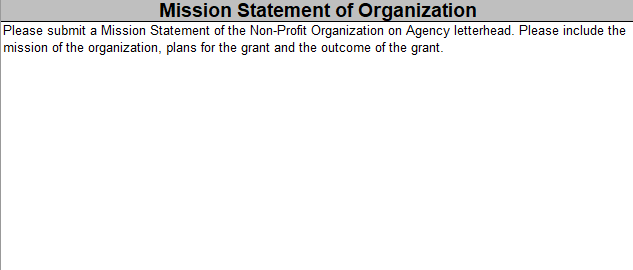 Mission Statement of Organization
Please submit a Mission Statement of the Non-Profit Organization on Agency letterhead. Please include the
mission of the organization, plans for the grant and the outcome of the grant.